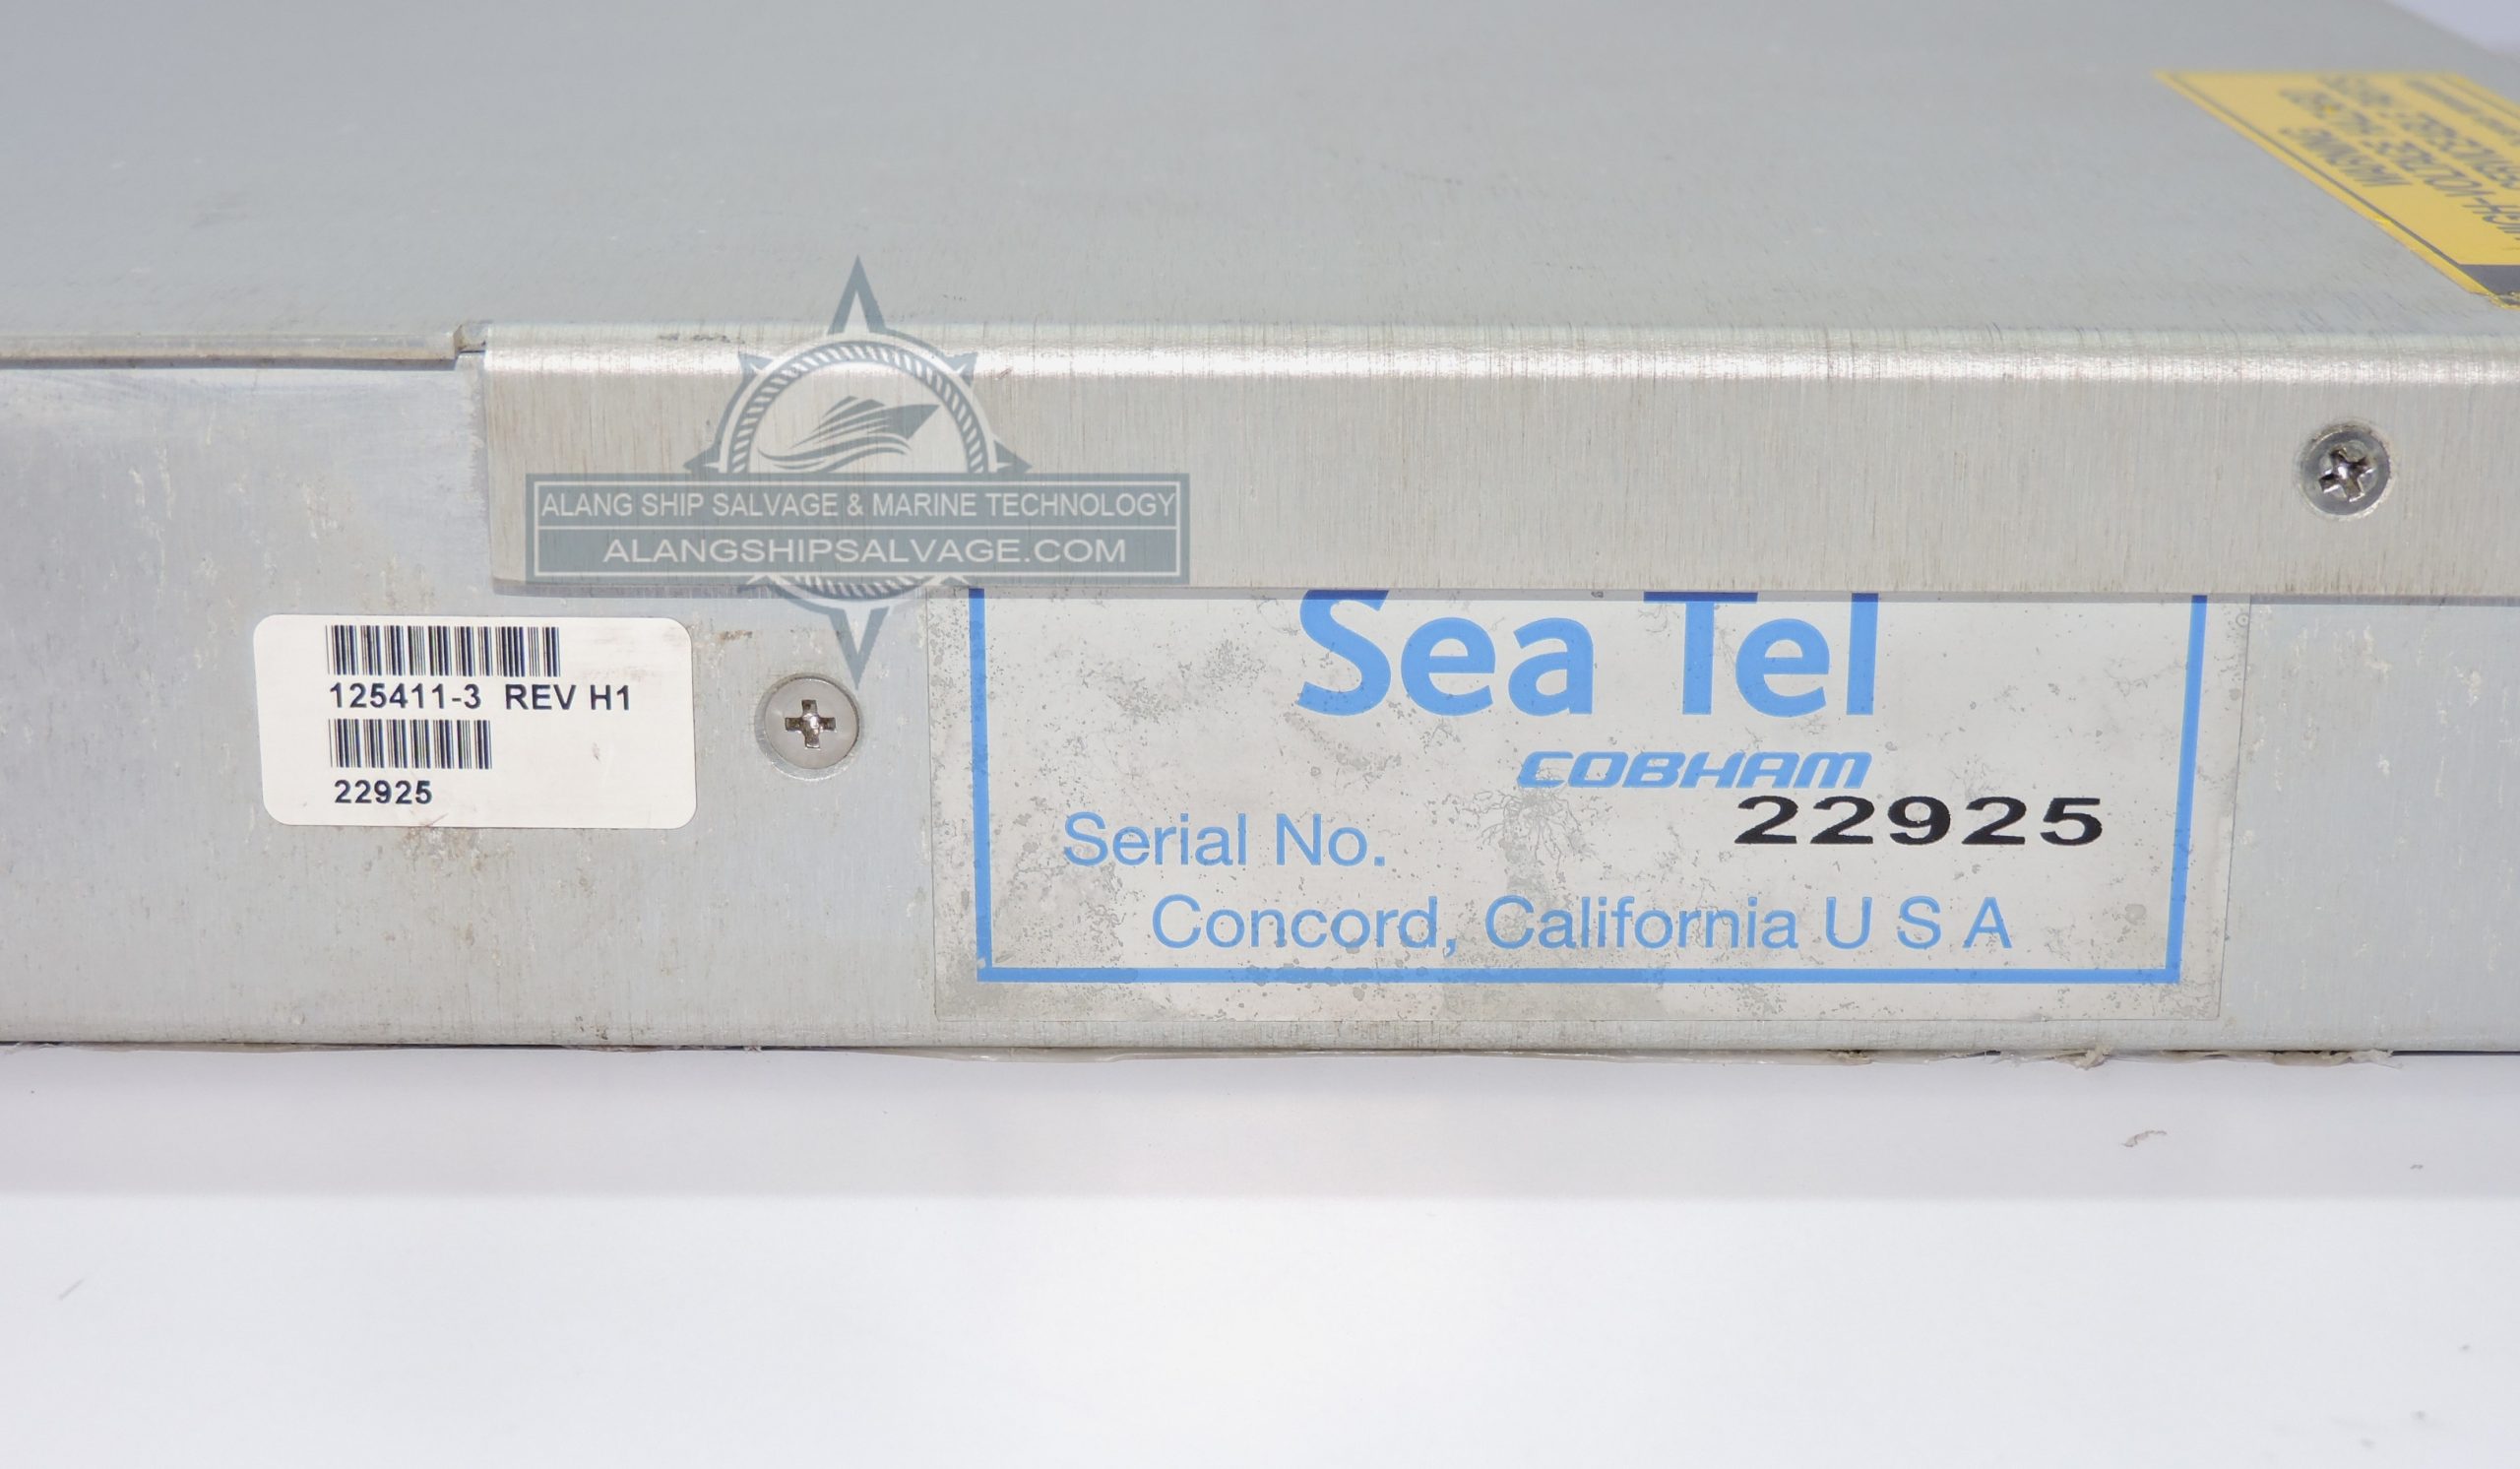 WARNING
ALANG SHIP SALVAGE & MARINE TECHNOLOGY
ALANGSHIPSALVAGE.COM
125411-3 REV H1
22925
Sea Tel
COBHAM
Serial No. 22925
Concord, California U S A